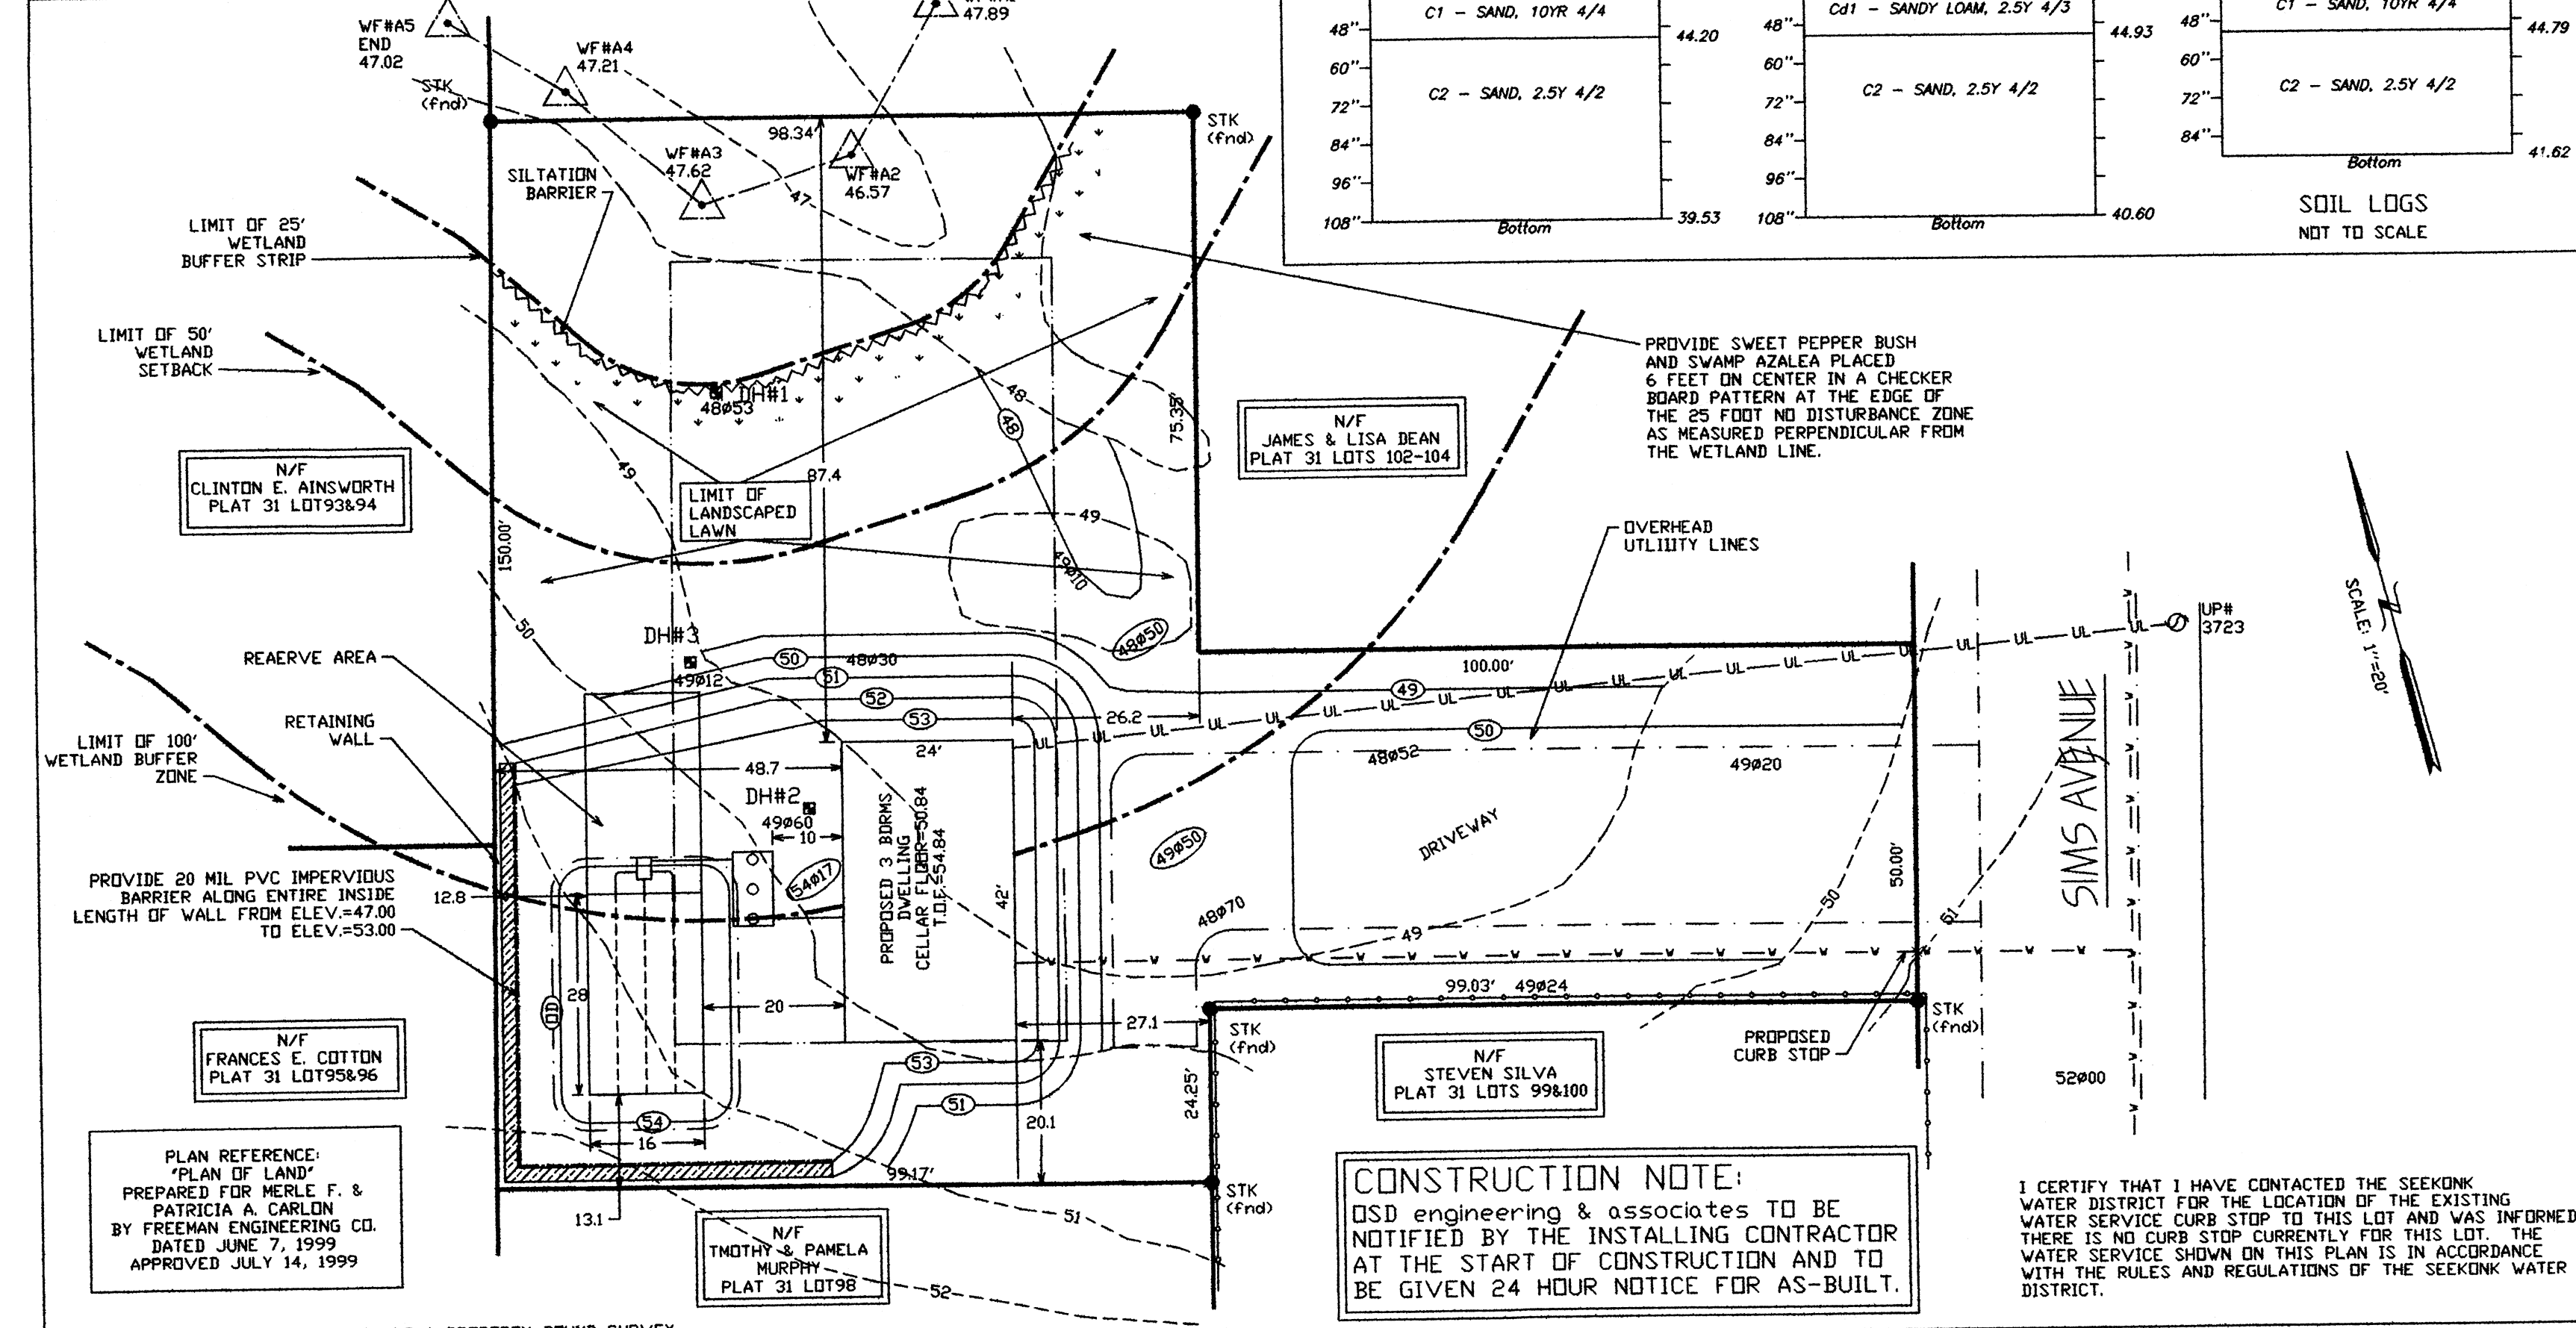 WF#A5
END
47.02
WF#A4
47.21
47.89
STK
(fnd)
98.34'
STK
(fnd)
WF#A3
47.62
WF#A2
46.57
47
SILTATION
BARRIER
LIMIT OF 25'
WETLAND
BUFFER STRIP
LIMIT OF 50'
WETLAND
SETBACK
DH#1
48Ø53
48
48
75.35'
87.4
49
49
LIMIT OF
LANDSCAPED
LAWN
150.00'
49Ø10
50
N/F
CLINTON E. AINSWORTH
PLAT 31 LOT93&94
N/F
JAMES & LISA DEAN
PLAT 31 LOTS 102-104
C1 - SAND, 10YR 4/4
48"
44.20
60"
C2 - SAND, 2.5Y 4/2
72"
84"
96"
108"
39.53
Bottom
Cd1 - SANDY LOAM, 2.5Y 4/3
48"
44.93
60"
C2 - SAND, 2.5Y 4/2
72"
84"
96"
108"
40.60
Bottom
C1 - SAND, 10YR 4/4
48"
44.79
60"
C2 - SAND, 2.5Y 4/2
72"
84"
41.62
Bottom
SOIL LOGS
NOT TO SCALE
PROVIDE SWEET PEPPER BUSH
AND SWAMP AZALEA PLACED
6 FEET ON CENTER IN A CHECKER
BOARD PATTERN AT THE EDGE OF
THE 25 FOOT NO DISTURBANCE ZONE
AS MEASURED PERPENDICULAR FROM
THE WETLAND LINE.
OVERHEAD
UTLIIITY LINES
SCALE: 1"=20'
UP#
3723
SIMS AVENUE
DH#3
49Ø12
48Ø30
48Ø50
50
51
52
53
REAERVE AREA
RETAINING
WALL
LIMIT OF 100'
WETLAND BUFFER
ZONE
26.2
100.00'
49
UL UL UL UL UL UL UL UL UL UL UL UL UL UL
50
48Ø52
49Ø20
24'
48.7
DH#2
49Ø60
10
54Ø17
PROPOSED 3 BDRMS
DWELLING
CELLAR FLOOR=50.84
T.O.F.=54.84
42'
49Ø50
DRIVEWAY
50.00'
50
51
PROVIDE 20 MIL PVC IMPERVIOUS
BARRIER ALONG ENTIRE INSIDE
LENGTH OF WALL FROM ELEV.=47.00
TO ELEV.=53.00
12.8
28
20
48Ø70
49
W W W W W W W W W W W W W W W W W W
99.03'
49Ø24
27.1
STK
(fnd)
STK
(fnd)
PROPOSED
CURB STOP
52Ø00
N/F
FRANCES E. COTTON
PLAT 31 LOT95&96
N/F
STEVEN SILVA
PLAT 31 LOTS 99&100
53
51
54
16
20.1
24.25'
99.17'
13.1
STK
(fnd)
51
52
PLAN REFERENCE:
"PLAN OF LAND"
PREPARED FOR MERLE F. &
PATRICIA A. CARLON
BY FREEMAN ENGINEERING CO.
DATED JUNE 7, 1999
APPROVED JULY 14, 1999
N/F
TMOTHY & PAMELA
MURPHY
PLAT 31 LOT98
CONSTRUCTION NOTE:
OSD engineering & associates TO BE
NOTIFIED BY THE INSTALLING CONTRACTOR
AT THE START OF CONSTRUCTION AND TO
BE GIVEN 24 HOUR NOTICE FOR AS-BUILT.
I CERTIFY THAT I HAVE CONTACTED THE SEEKONK
WATER DISTRICT FOR THE LOCATION OF THE EXISTING
WATER SERVICE CURB STOP TO THIS LOT AND WAS INFORMED
THERE IS NO CURB STOP CURRENTLY FOR THIS LOT. THE
WATER SERVICE SHOWN ON THIS PLAN IS IN ACCORDANCE
WITH THE RULES AND REGULATIONS OF THE SEEKONK WATER
DISTRICT.